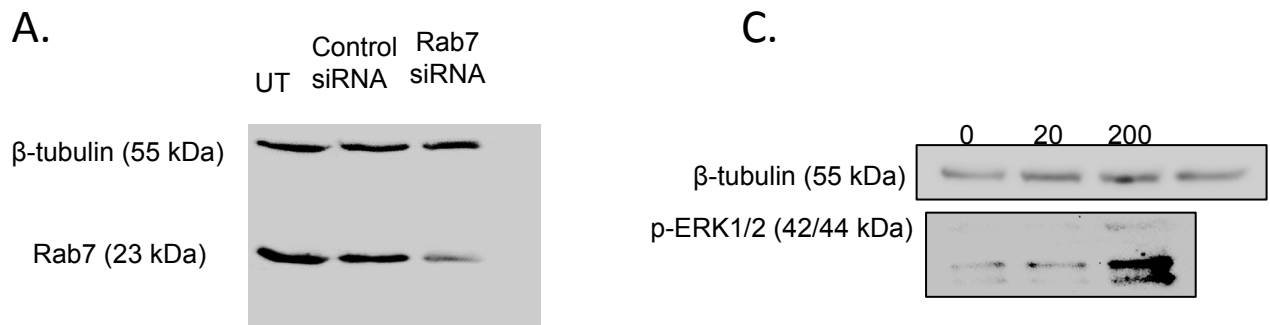 A.
UT
Control
siRNA
Rab7
siRNA
β-tubulin (55 kDa)
Rab7 (23 kDa)
C.
0 20 200
β-tubulin (55 kDa)
p-ERK1/2 (42/44 kDa)